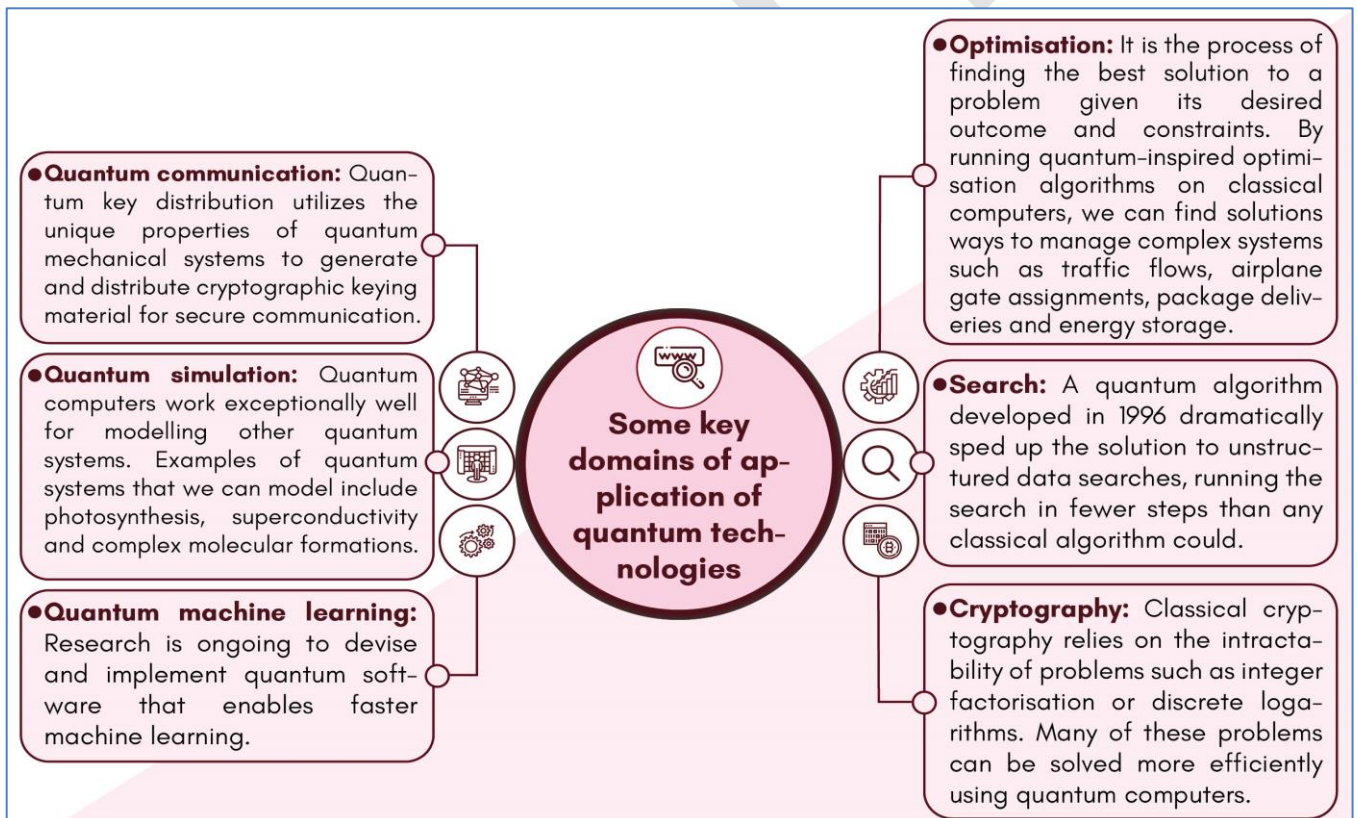 ●Quantum communication: Quan-
tum key distribution utilizes the
unique properties of quantum
mechanical systems to generate
and distribute cryptographic keying
material for secure communication.
●Quantum simulation: Quantum
computers work exceptionally well
for modelling other quantum
systems. Examples of quantum
systems that we can model include
photosynthesis, superconductivity
and complex molecular formations.
●Quantum machine learning:
Research is ongoing to devise
and implement quantum soft-
ware that enables faster
machine learning.
www
Some key
domains of ap-
plication of
quantum tech-
nologies
●Optimisation: It is the process of
finding the best solution to a
problem given its desired
outcome and constraints. By
running quantum-inspired optimi-
sation algorithms on classical
computers, we can find solutions
ways to manage complex systems
such as traffic flows, airplane
gate assignments, package deliv-
eries and energy storage.
●Search: A quantum algorithm
developed in 1996 dramatically
sped up the solution to unstruc-
tured data searches, running the
search in fewer steps than any
classical algorithm could.
●Cryptography: Classical cryp-
tography relies on the intracta-
bility of problems such as integer
factorisation or discrete loga-
rithms. Many of these problems
can be solved more efficiently
using quantum computers.